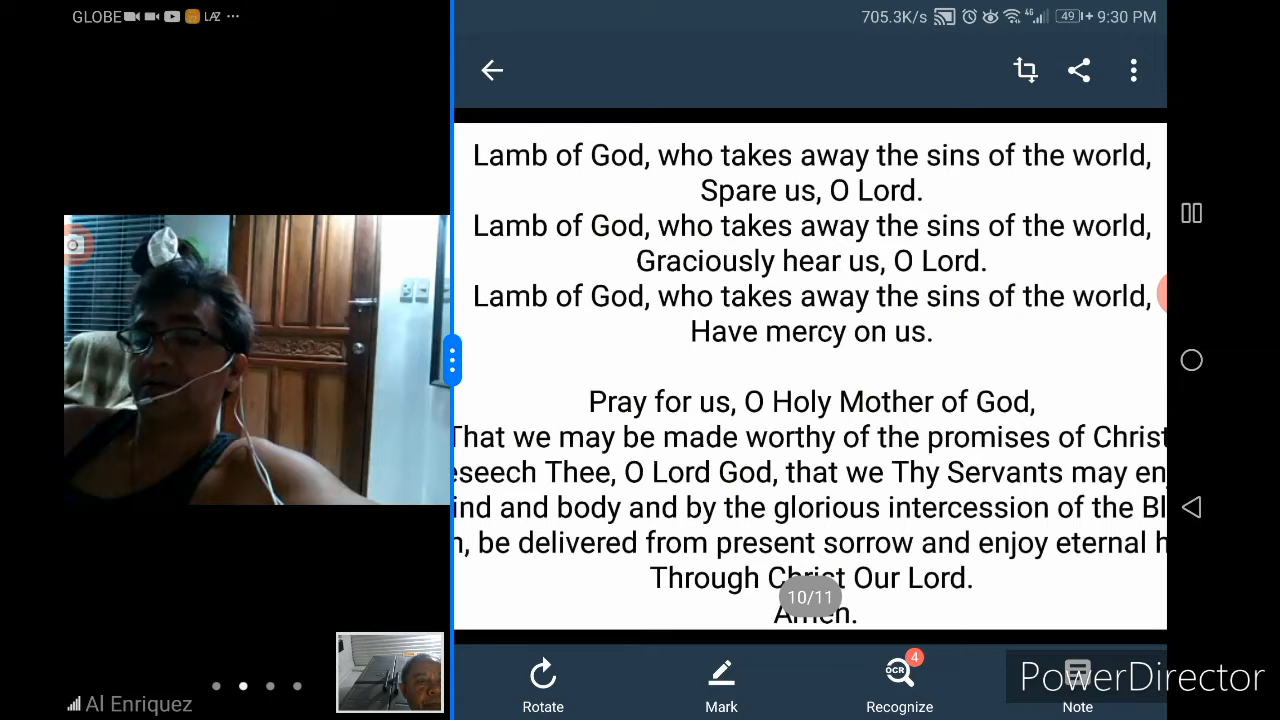 GLOBE LAZ ...
705.3K/s 4G 49 9:30 PM
Lamb of God, who takes away the sins of the world,
Spare us, O Lord.
Lamb of God, who takes away the sins of the world,
Graciously hear us, O Lord.
Lamb of God, who takes away the sins of the world,
Have mercy on us.
Pray for us, O Holy Mother of God,
That we may be made worthy of the promises of Christ
eseech Thee, O Lord God, that we Thy Servants may en
ind and body and by the glorious intercession of the Bl
n, be delivered from present sorrow and enjoy eternal h
Through Christ Our Lord.
10/11
Amen.
OCR 4
Rotate Mark Recognize Note
PowerDirector
Al Enriquez